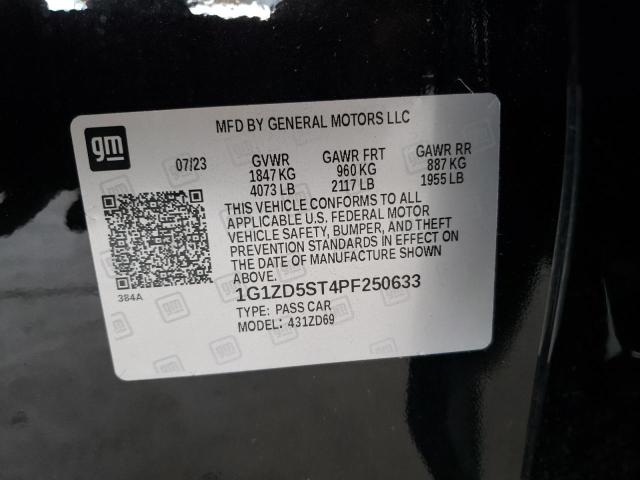 gm
MFD BY GENERAL MOTORS LLC
07/23 GVWR GAWR FRT GAWR RR
1847 KG 960 KG 887 KG
4073 LB 2117 LB 1955 LB
THIS VEHICLE CONFORMS TO ALL
APPLICABLE U.S. FEDERAL MOTOR
VEHICLE SAFETY, BUMPER, AND THEFT
PREVENTION STANDARDS IN EFFECT ON
THE DATE OF MANUFACTURE SHOWN
ABOVE.
384A
1G1ZD5ST4PF250633
TYPE: PASS CAR
MODEL: 431ZD69